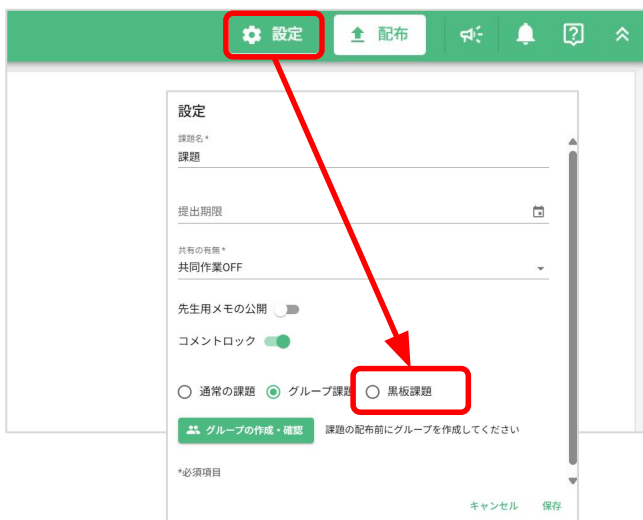 設定 配布
設定
課題名*
課題
提出期限
共有の有無*
共同作業OFF
先生用メモの公開
コメントロック
通常の課題 グループ課題 黒板課題
グループの作成・確認 課題の配布前にグループを作成してください
*必須項目
キャンセル 保存